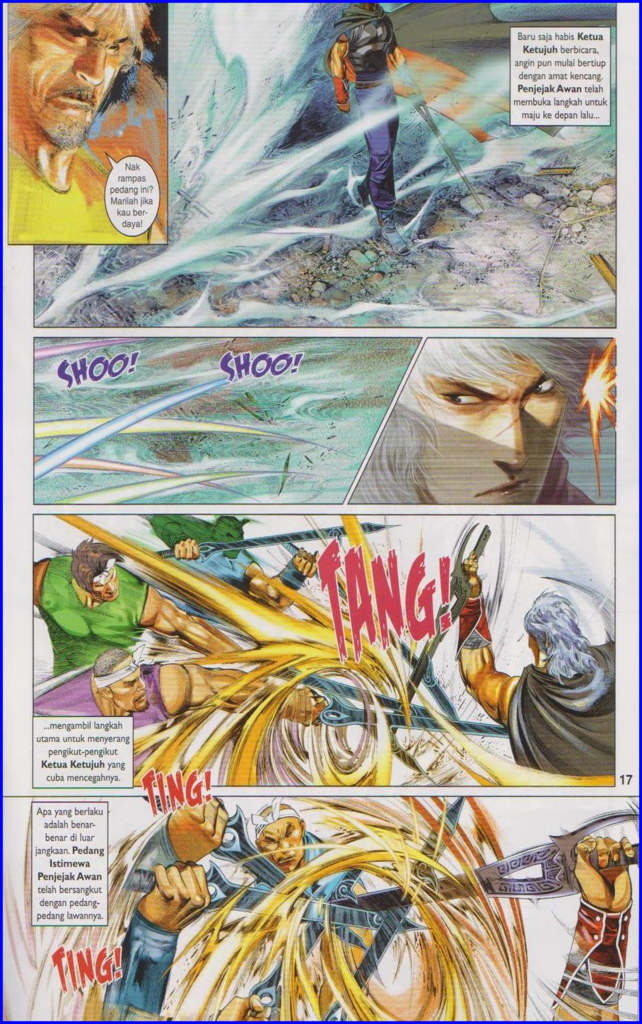 Nak
rampas
pedang ini?
Marilah jika
kau ber-
daya!
Baru saja habis Ketua
Ketujuh berbicara,
angin pun mulai bertiup
dengan amat kencang.
Penjejak Awan telah
membuka langkah untuk
maju ke depan lalu...
SHOO!
SHOO!
TANG!
...mengambil langkah
utama untuk menyerang
pengikut-pengikut
Ketua Ketujuh yang
cuba mencegahnya.
17
TING!
Apa yang berlaku
adalah benar-
benar di luar
jangkaan. Pedang
Istimewa
Penjejak Awan
telah bersangkut
dengan pedang-
pedang lawannya.
TING!